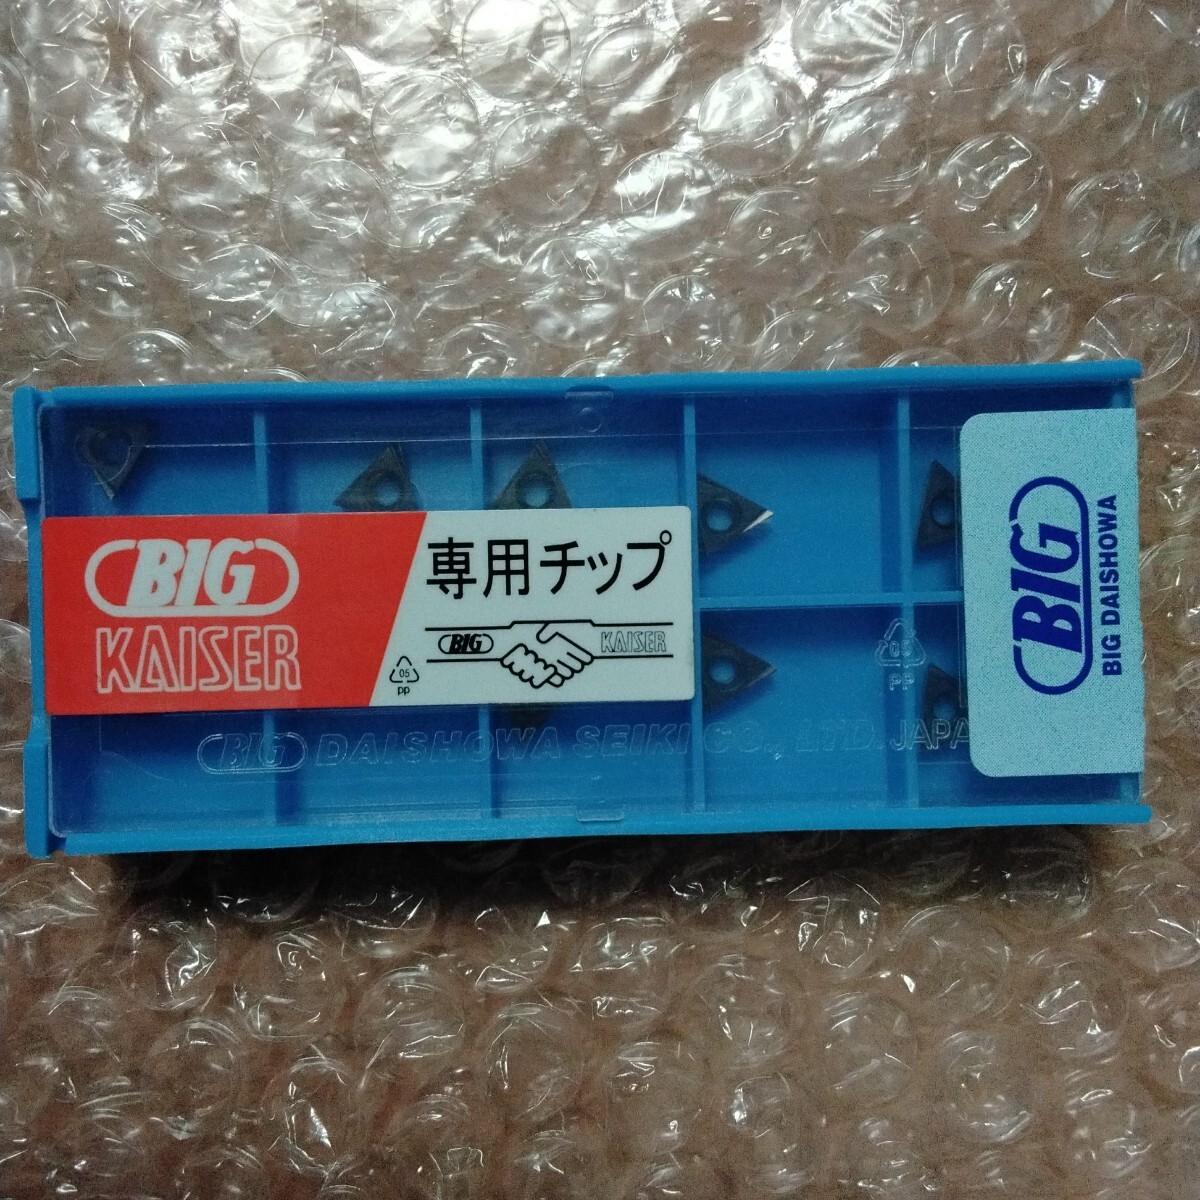 BIG
KAISER
専用チップ
BIG KAISER
05
PP
BIG DAISHOWA SEIKI CO., LTD. JAPA
05
PP
BIG
BIG DAISHOWA